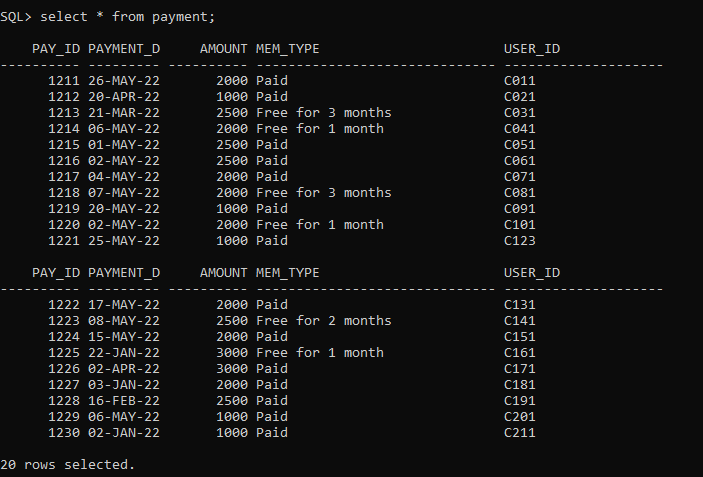 SQL> select * from payment;
PAY_ID PAYMENT_D AMOUNT MEM_TYPE USER_ID
---------- --------- ---------- ------------------------------ --------------------
1211 26-MAY-22 2000 Paid C011
1212 20-APR-22 1000 Paid C021
1213 21-MAR-22 2500 Free for 3 months C031
1214 06-MAY-22 2000 Free for 1 month C041
1215 01-MAY-22 2500 Paid C051
1216 02-MAY-22 2500 Paid C061
1217 04-MAY-22 2000 Paid C071
1218 07-MAY-22 2000 Free for 3 months C081
1219 20-MAY-22 1000 Paid C091
1220 02-MAY-22 2000 Free for 1 month C101
1221 25-MAY-22 1000 Paid C123
PAY_ID PAYMENT_D AMOUNT MEM_TYPE USER_ID
---------- --------- ---------- ------------------------------ --------------------
1222 17-MAY-22 2000 Paid C131
1223 08-MAY-22 2500 Free for 2 months C141
1224 15-MAY-22 2000 Paid C151
1225 22-JAN-22 3000 Free for 1 month C161
1226 02-APR-22 3000 Paid C171
1227 03-JAN-22 2000 Paid C181
1228 16-FEB-22 2500 Paid C191
1229 06-MAY-22 1000 Paid C201
1230 02-JAN-22 1000 Paid C211
20 rows selected.